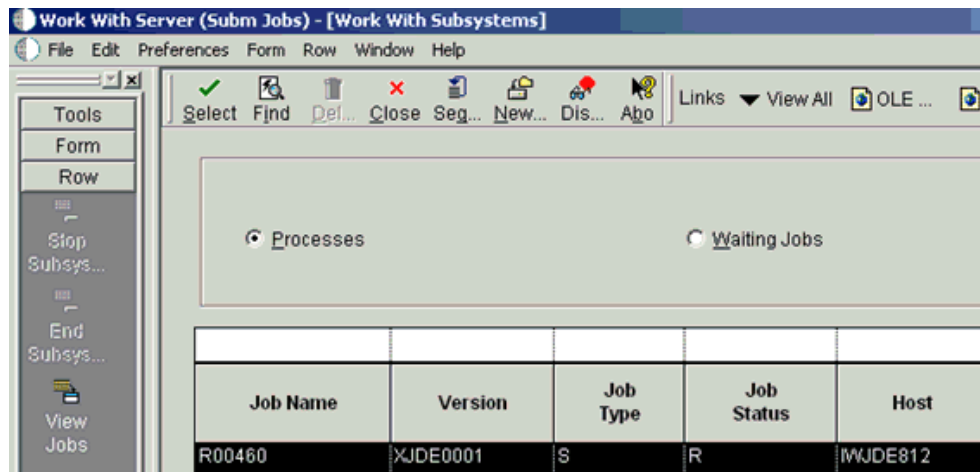 Work With Server (Subm Jobs) - [Work With Subsystems]
File Edit Preferences Form Row Window Help
Select Find Del... Close Seq... New... Dis... Abo Links View All OLE ...
Tools
Form
Row
Stop
Subsys...
End
Subsys...
View
Jobs
Processes Waiting Jobs
Job Name Version Job Type Job Status Host
R00460 XJDE0001 S R IWJDE812